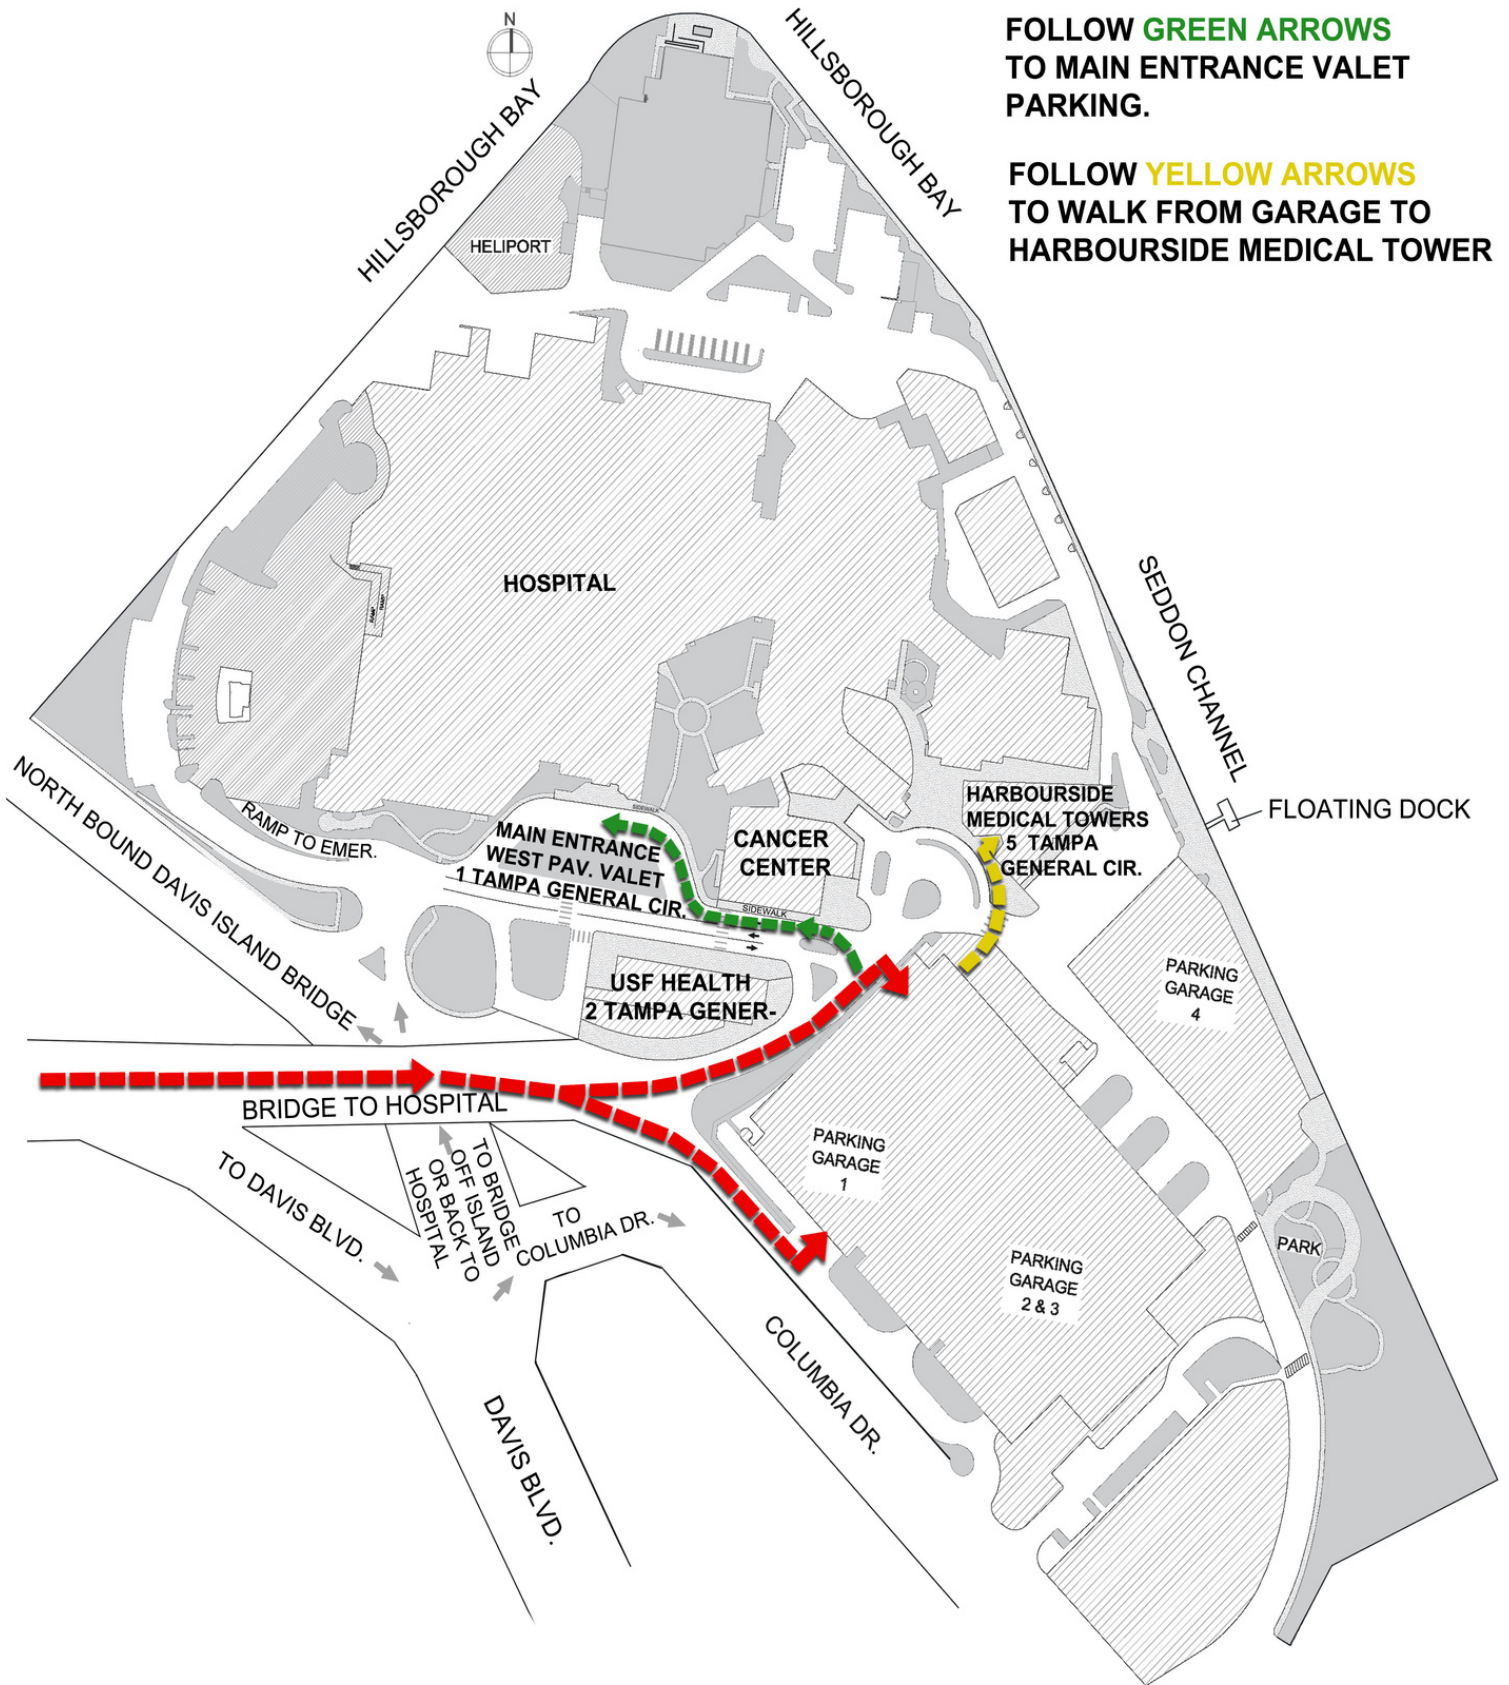 N
FOLLOW GREEN ARROWS
TO MAIN ENTRANCE VALET
PARKING.
FOLLOW YELLOW ARROWS
TO WALK FROM GARAGE TO
HARBOURSIDE MEDICAL TOWER
HILLSBOROUGH BAY
HILLSBOROUGH BAY
HELIPORT
HOSPITAL
RAMP
RAMP
SEDDON CHANNEL
FLOATING DOCK
NORTH BOUND DAVIS ISLAND BRIDGE
RAMP TO EMER.
SIDEWALK
MAIN ENTRANCE
WEST PAV. VALET
1 TAMPA GENERAL CIR.
CANCER
CENTER
SIDEWALK
HARBOURSIDE
MEDICAL TOWERS
5 TAMPA
GENERAL CIR.
USF HEALTH
2 TAMPA GENER-
PARKING
GARAGE
4
BRIDGE TO HOSPITAL
PARKING
GARAGE
1
TO DAVIS BLVD.
TO BRIDGE
OFF ISLAND
OR BACK TO
HOSPITAL
TO
COLUMBIA DR.
PARKING
GARAGE
2 & 3
PARK
COLUMBIA DR.
DAVIS BLVD.